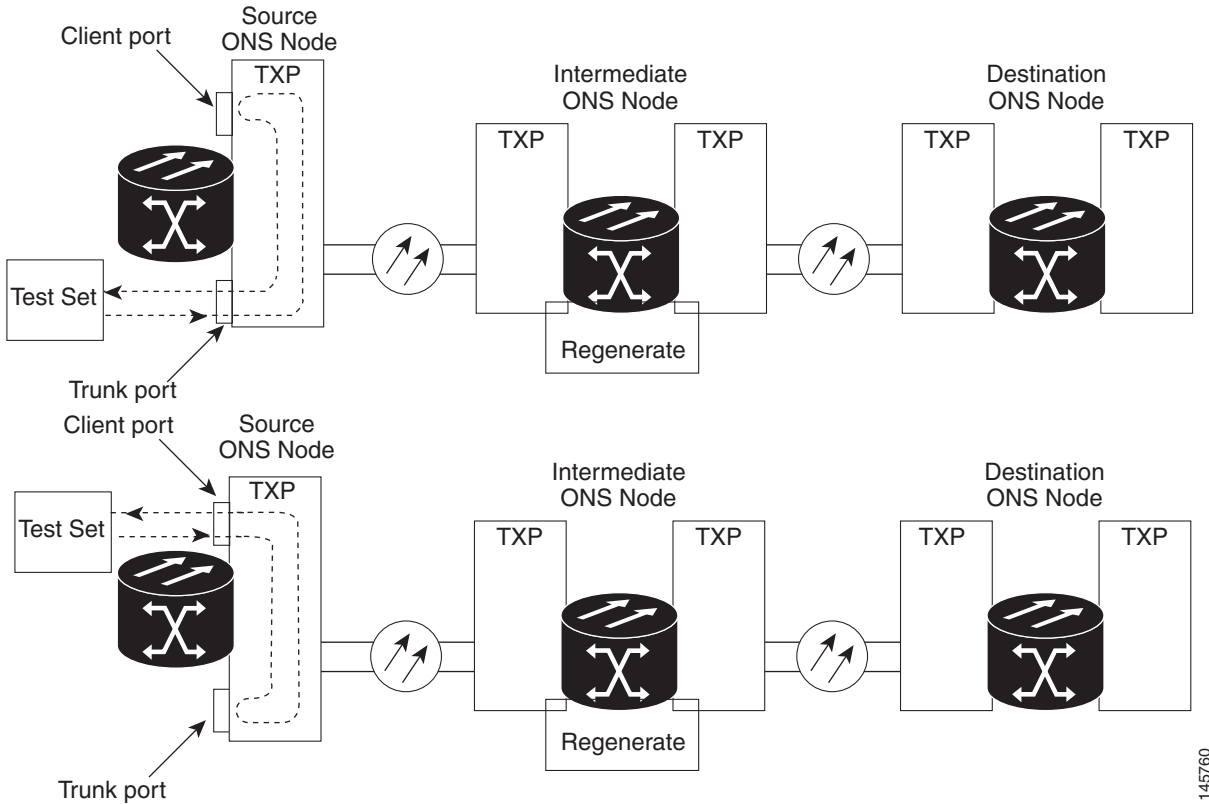 Source
ONS Node
Client port
TXP
Intermediate
ONS Node
Destination
ONS Node
TXP
TXP
TXP
TXP
Test Set
Regenerate
Trunk port
Client port
Source
ONS Node
TXP
Intermediate
ONS Node
Destination
ONS Node
Test Set
TXP
TXP
TXP
TXP
Regenerate
Trunk port
145760